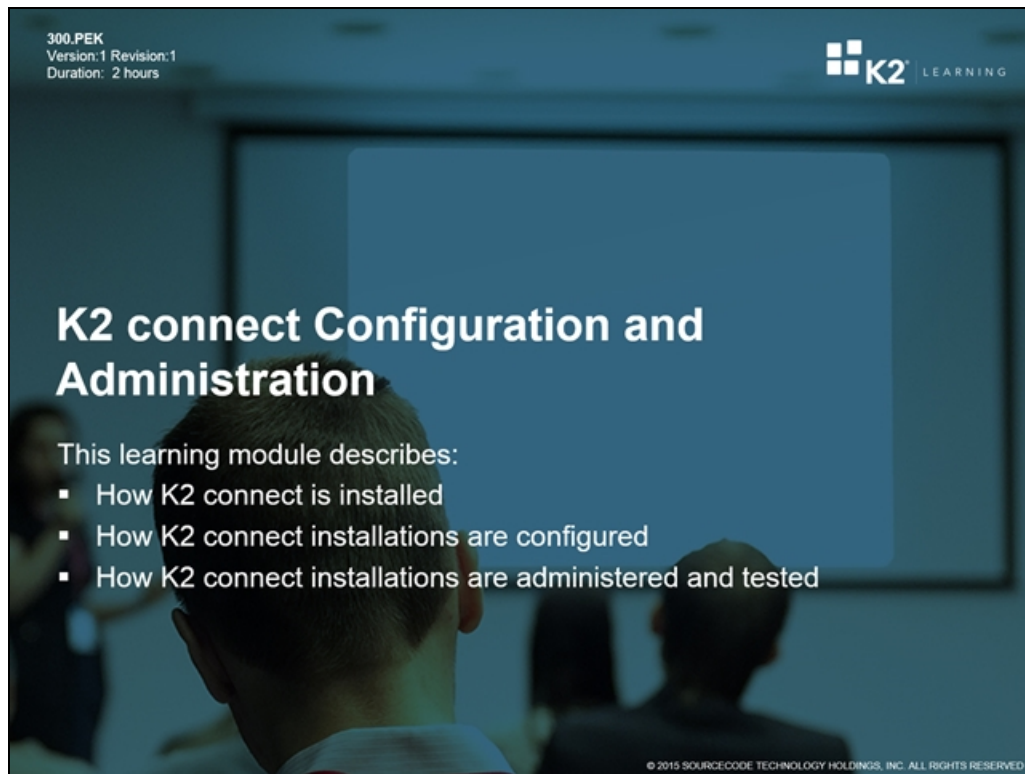 300.PEK
Version:1 Revision:1
Duration: 2 hours
K2 LEARNING
K2 connect Configuration and
Administration
This learning module describes:
▪ How K2 connect is installed
▪ How K2 connect installations are configured
▪ How K2 connect installations are administered and tested
© 2015 SOURCECODE TECHNOLOGY HOLDINGS, INC. ALL RIGHTS RESERVED